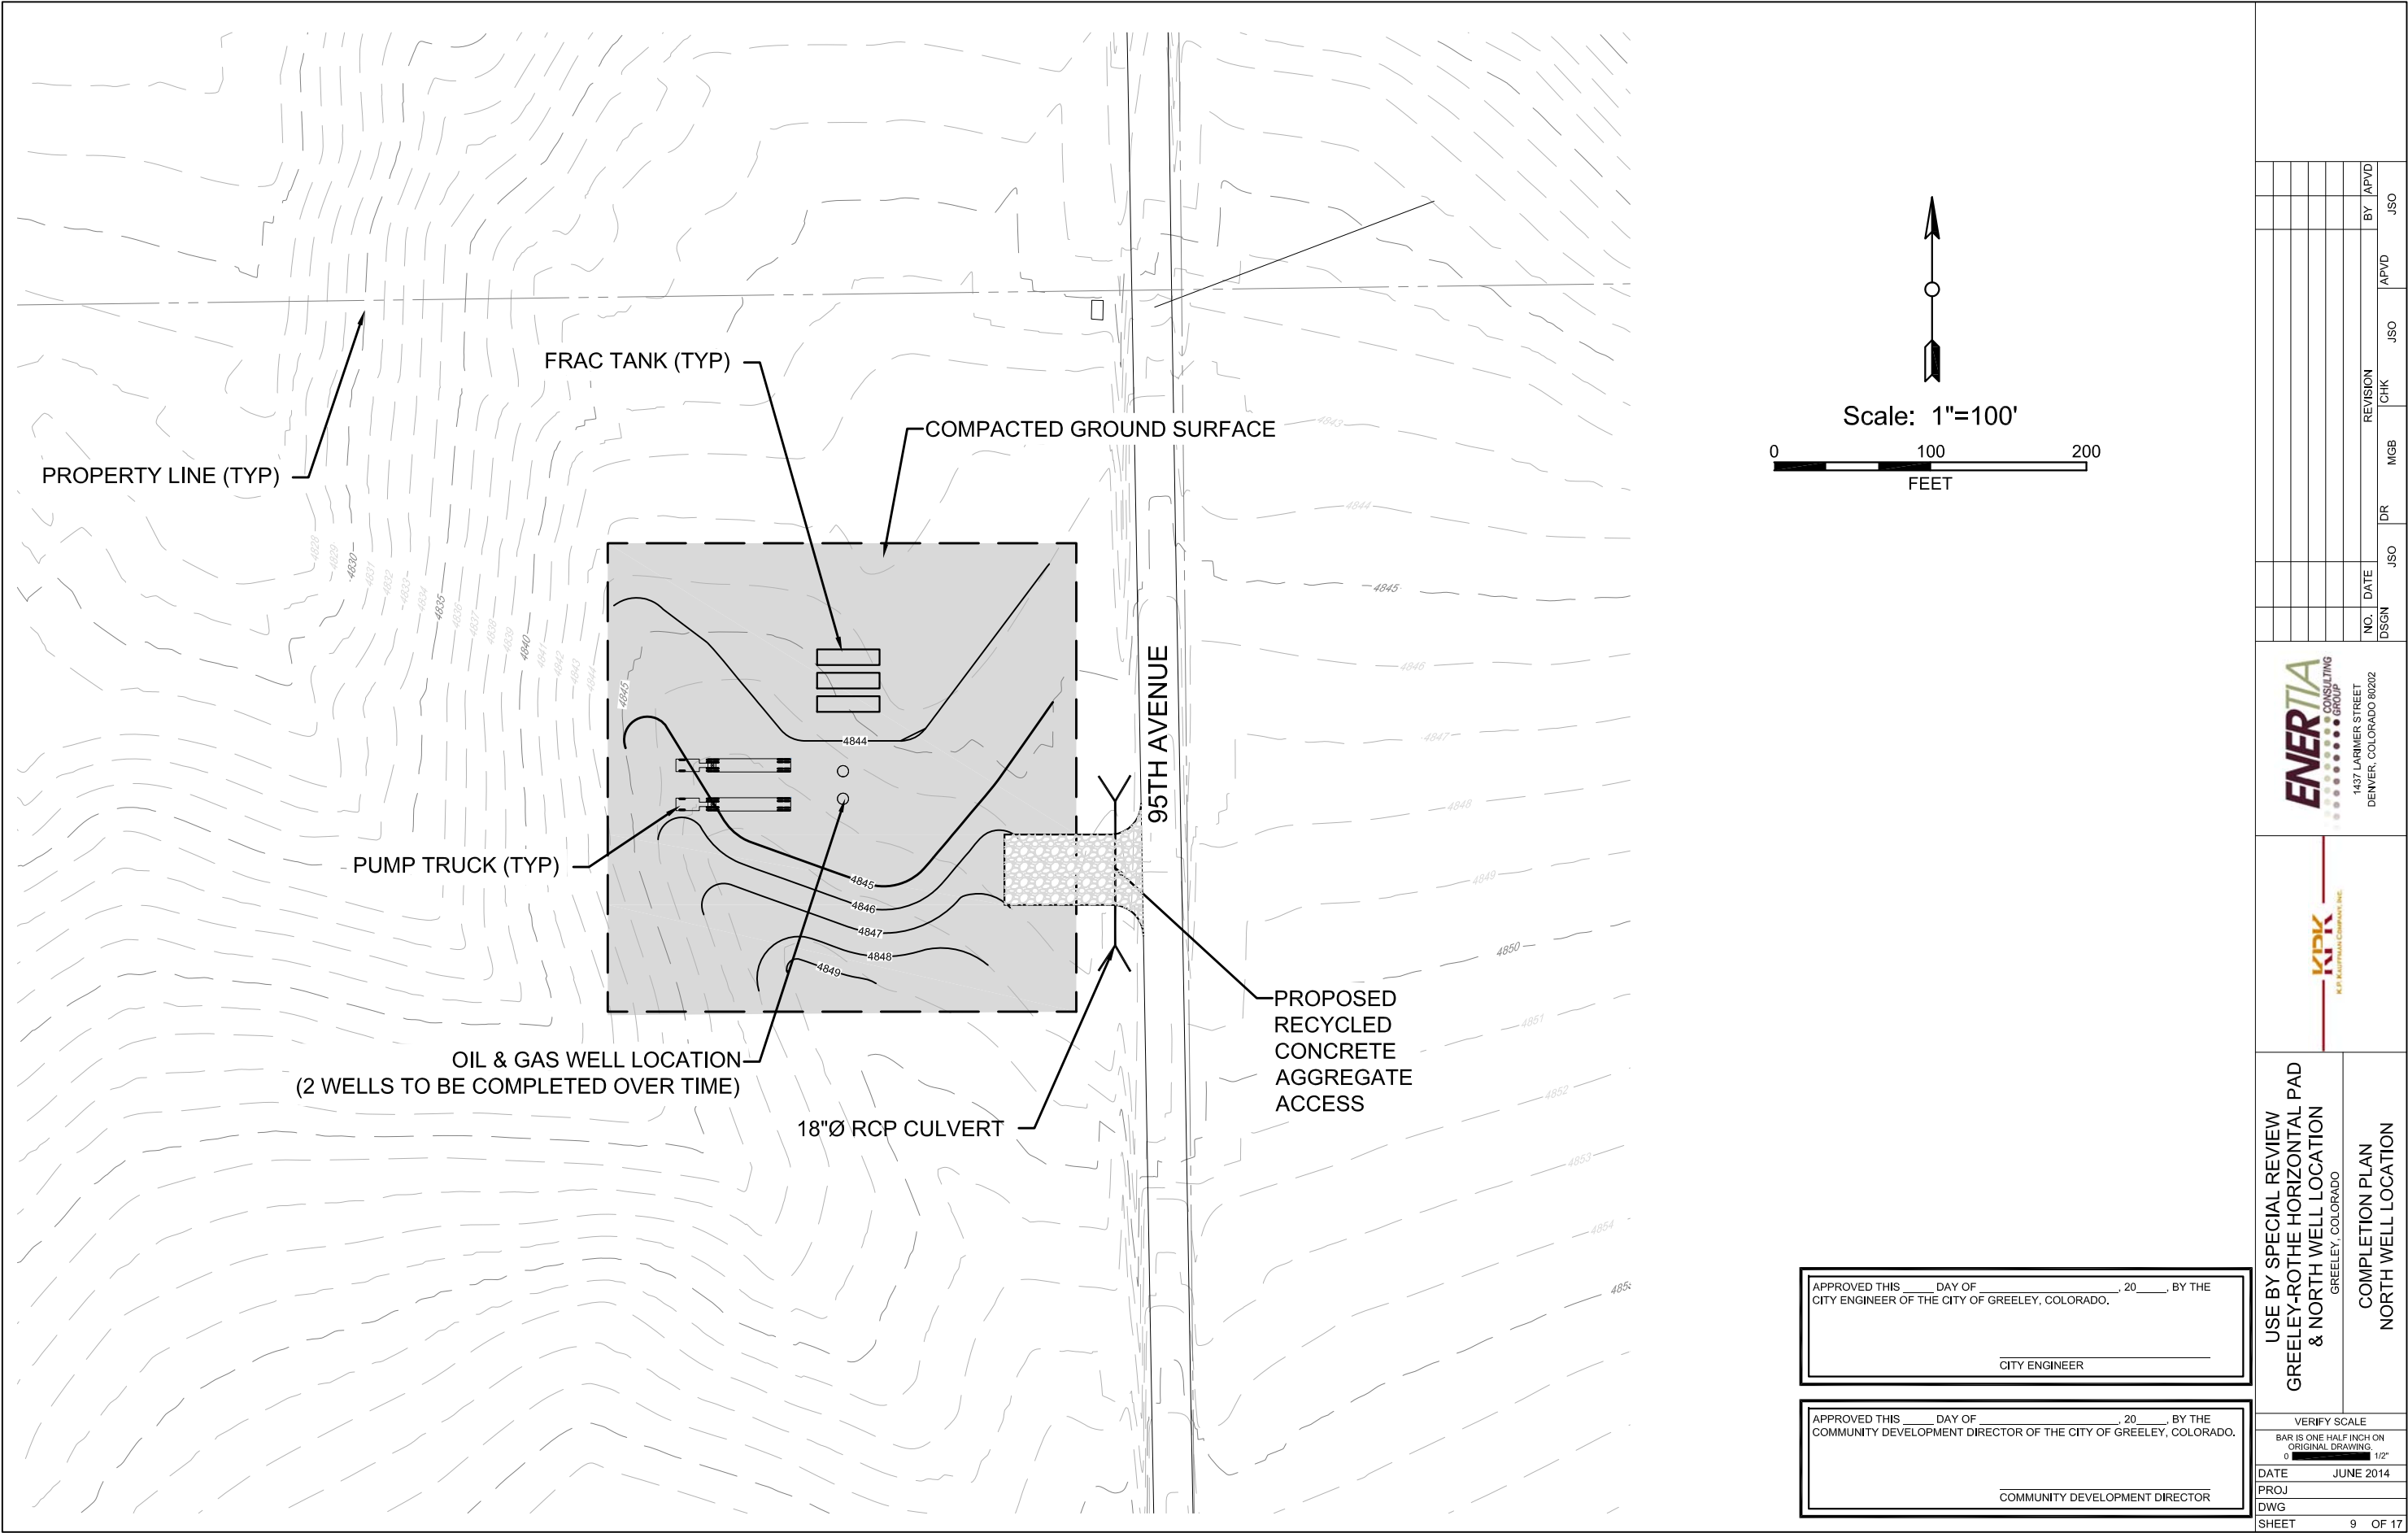 FRAC TANK (TYP)
COMPACTED GROUND SURFACE
PROPERTY LINE (TYP)
PUMP TRUCK (TYP)
OIL & GAS WELL LOCATION
(2 WELLS TO BE COMPLETED OVER TIME)
18"Ø RCP CULVERT
PROPOSED
RECYCLED
CONCRETE
AGGREGATE
ACCESS
95TH AVENUE
4828
4829
4830
4831
4832
4833
4834
4835
4836
4837
4838
4839
4840
4841
4842
4843
4844
4845
4844
4845
4846
4847
4848
4849
4843
4844
4845
4846
4847
4848
4849
4850
4851
4852
4853
4854
Scale: 1"=100'
0 100 200
FEET
APPROVED THIS _____ DAY OF ______________________, 20_____, BY THE
CITY ENGINEER OF THE CITY OF GREELEY, COLORADO.
CITY ENGINEER
APPROVED THIS _____ DAY OF ______________________, 20_____, BY THE
COMMUNITY DEVELOPMENT DIRECTOR OF THE CITY OF GREELEY, COLORADO.
COMMUNITY DEVELOPMENT DIRECTOR
NO. DATE REVISION BY APVD
DSGN JSO DR MGB CHK JSO APVD JSO
ENERTIA
CONSULTING
GROUP
1437 LARIMER STREET
DENVER, COLORADO 80202
KPK
K.P. KAUFFMAN COMPANY, INC.
USE BY SPECIAL REVIEW
GREELEY-ROTHE HORIZONTAL PAD
& NORTH WELL LOCATION
GREELEY, COLORADO
COMPLETION PLAN
NORTH WELL LOCATION
VERIFY SCALE
BAR IS ONE HALF INCH ON
ORIGINAL DRAWING.
0 1/2"
DATE JUNE 2014
PROJ
DWG
SHEET 9 OF 17